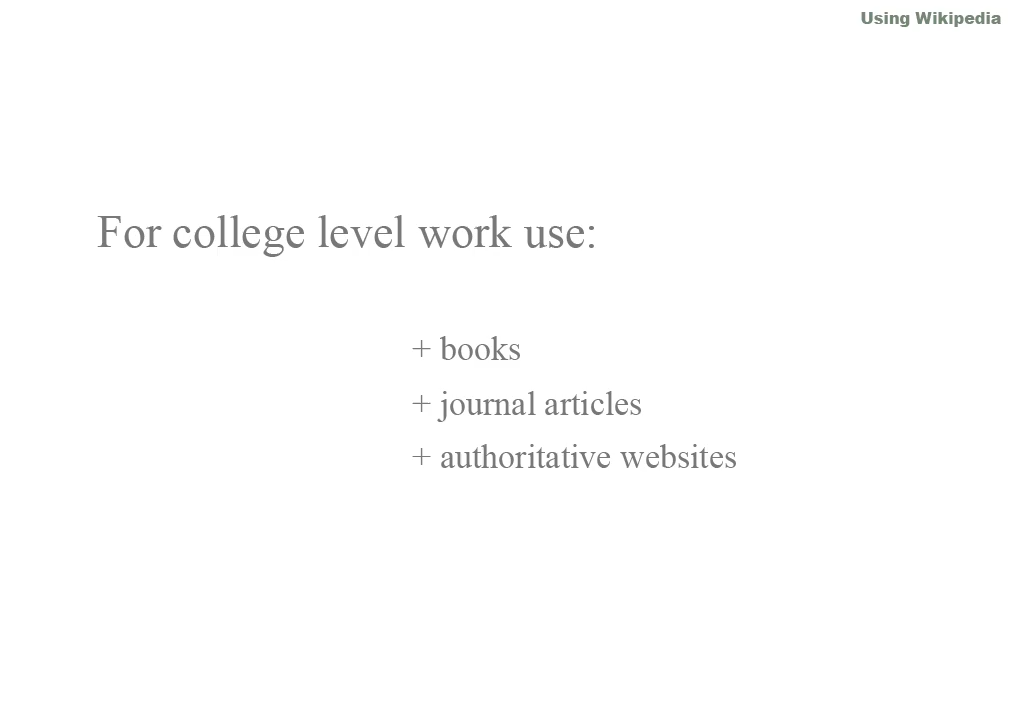 Using Wikipedia
For college level work use:
+ books
+ journal articles
+ authoritative websites